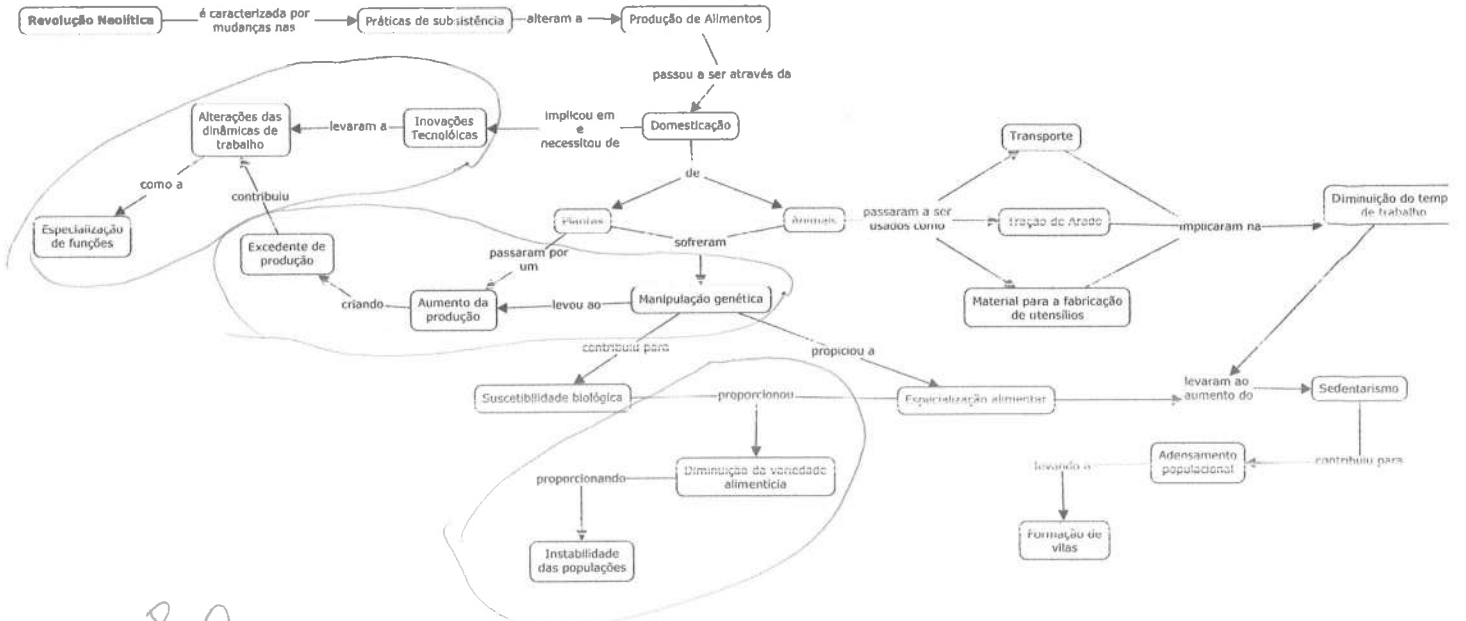 Revolução Neolítica
é caracterizada por
mudanças nas
Práticas de subsistência
alteram a
Produção de Alimentos
passou a ser através da
Domesticação
Implicou em
e
necessitou de
Inovações
Tecnolóicas
levaram a
Alterações das
dinâmicas de
trabalho
como a
Especialização
de funções
contribuiu
Excedente de
produção
de
Plantas
Animais
sofreram
passaram por
um
criando
Aumento da
produção
levou ao
Manipulação genética
passaram a ser
usados como
Transporte
Tração de Arado
Material para a fabricação
de utensílios
implicaram na
Diminuição do temp
de trabalho
contribuiu para
propiciou a
Suscetibilidade biológica
proporcionou
Especialização alimentar
levaram ao
aumento do
Sedentarismo
Diminuição da variedade
alimentícia
proporcionando
Instabilidade
das populações
contribuiu para
Adensamento
populacional
levando a
Formação de
vilas